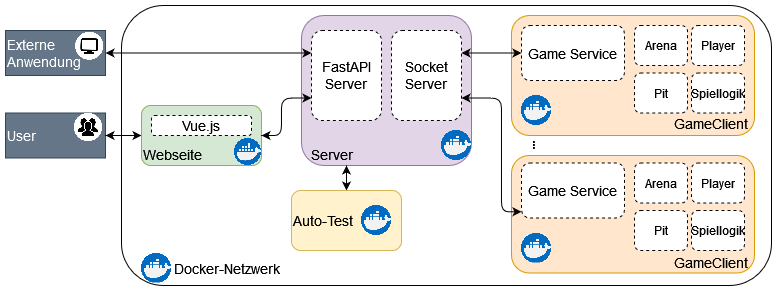 Externe
Anwendung
User
Vue.js
Webseite
FastAPI
Server
Socket
Server
Server
Auto-Test
Game Service
Arena
Player
Pit
Spiellogik
GameClient
...
Game Service
Arena
Player
Pit
Spiellogik
GameClient
Docker-Netzwerk